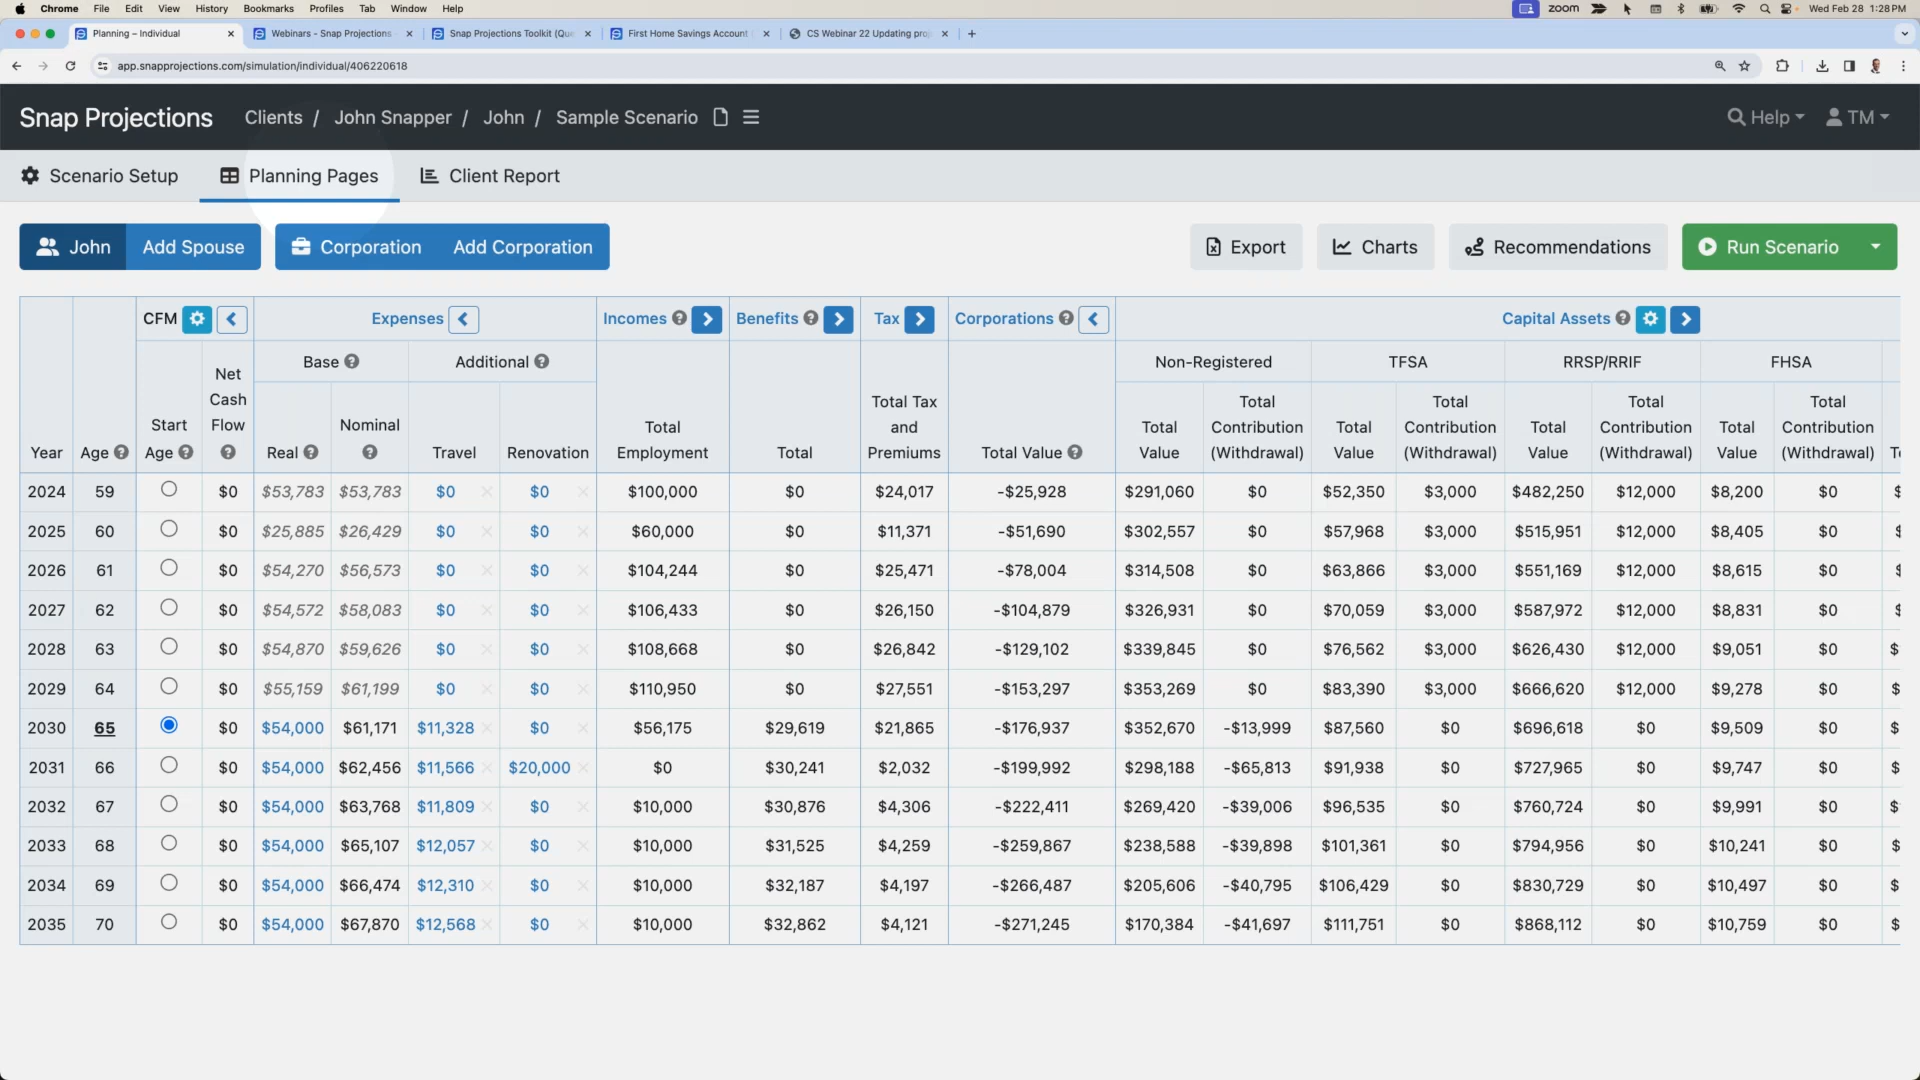 Chrome File Edit View History Bookmarks Profiles Tab Window Help zoom Wed Feb 28 1:28 PM
Planning – Individual Webinars - Snap Projections Snap Projections Toolkit (Qu First Home Savings Account CS Webinar 22 Updating proj
app.snapprojections.com/simulation/individual/406220618
Snap Projections Clients / John Snapper / John / Sample Scenario Help TM
Scenario Setup Planning Pages Client Report
John Add Spouse Corporation Add Corporation Export Charts Recommendations Run Scenario
CFM Expenses Incomes Benefits Tax Corporations Capital Assets
Base Additional Non-Registered TFSA RRSP/RRIF FHSA
Year Age Start Age Net Cash Flow Real Nominal Travel Renovation Total Employment Total Total Tax and Premiums Total Value Total Value Total Contribution (Withdrawal) Total Value Total Contribution (Withdrawal) Total Value Total Contribution (Withdrawal) Total Value Total Contribution (Withdrawal)
2024 59 $0 $53,783 $53,783 $0 $0 $100,000 $0 $24,017 -$25,928 $291,060 $0 $52,350 $3,000 $482,250 $12,000 $8,200 $0 $
2025 60 $0 $25,885 $26,429 $0 $0 $60,000 $0 $11,371 -$51,690 $302,557 $0 $57,968 $3,000 $515,951 $12,000 $8,405 $0 $
2026 61 $0 $54,270 $56,573 $0 $0 $104,244 $0 $25,471 -$78,004 $314,508 $0 $63,866 $3,000 $551,169 $12,000 $8,615 $0 $
2027 62 $0 $54,572 $58,083 $0 $0 $106,433 $0 $26,150 -$104,879 $326,931 $0 $70,059 $3,000 $587,972 $12,000 $8,831 $0 $
2028 63 $0 $54,870 $59,626 $0 $0 $108,668 $0 $26,842 -$129,102 $339,845 $0 $76,562 $3,000 $626,430 $12,000 $9,051 $0 $
2029 64 $0 $55,159 $61,199 $0 $0 $110,950 $0 $27,551 -$153,297 $353,269 $0 $83,390 $3,000 $666,620 $12,000 $9,278 $0 $
2030 65 $0 $54,000 $61,171 $11,328 $0 $56,175 $29,619 $21,865 -$176,937 $352,670 -$13,999 $87,560 $0 $696,618 $0 $9,509 $0 $
2031 66 $0 $54,000 $62,456 $11,566 $20,000 $0 $30,241 $2,032 -$199,992 $298,188 -$65,813 $91,938 $0 $727,965 $0 $9,747 $0 $
2032 67 $0 $54,000 $63,768 $11,809 $0 $10,000 $30,876 $4,306 -$222,411 $269,420 -$39,006 $96,535 $0 $760,724 $0 $9,991 $0 $
2033 68 $0 $54,000 $65,107 $12,057 $0 $10,000 $31,525 $4,259 -$259,867 $238,588 -$39,898 $101,361 $0 $794,956 $0 $10,241 $0 $
2034 69 $0 $54,000 $66,474 $12,310 $0 $10,000 $32,187 $4,197 -$266,487 $205,606 -$40,795 $106,429 $0 $830,729 $0 $10,497 $0 $
2035 70 $0 $54,000 $67,870 $12,568 $0 $10,000 $32,862 $4,121 -$271,245 $170,384 -$41,697 $111,751 $0 $868,112 $0 $10,759 $0 $